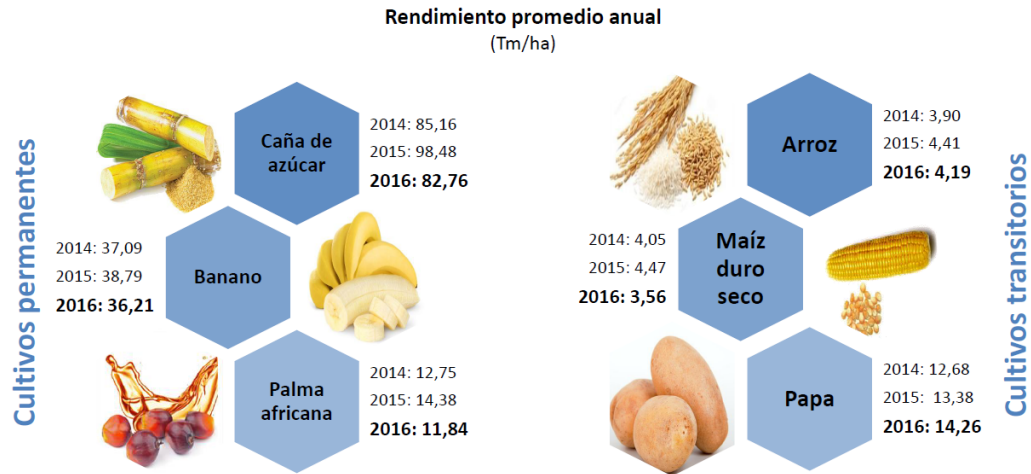 Rendimiento promedio anual
(Tm/ha)
Cultivos permanentes
Caña de
azúcar
2014: 85,16
2015: 98,48
2016: 82,76
2014: 37,09
2015: 38,79
2016: 36,21
Banano
Palma
africana
2014: 12,75
2015: 14,38
2016: 11,84
Arroz
2014: 3,90
2015: 4,41
2016: 4,19
2014: 4,05
2015: 4,47
2016: 3,56
Maíz
duro
seco
Papa
2014: 12,68
2015: 13,38
2016: 14,26
Cultivos transitorios